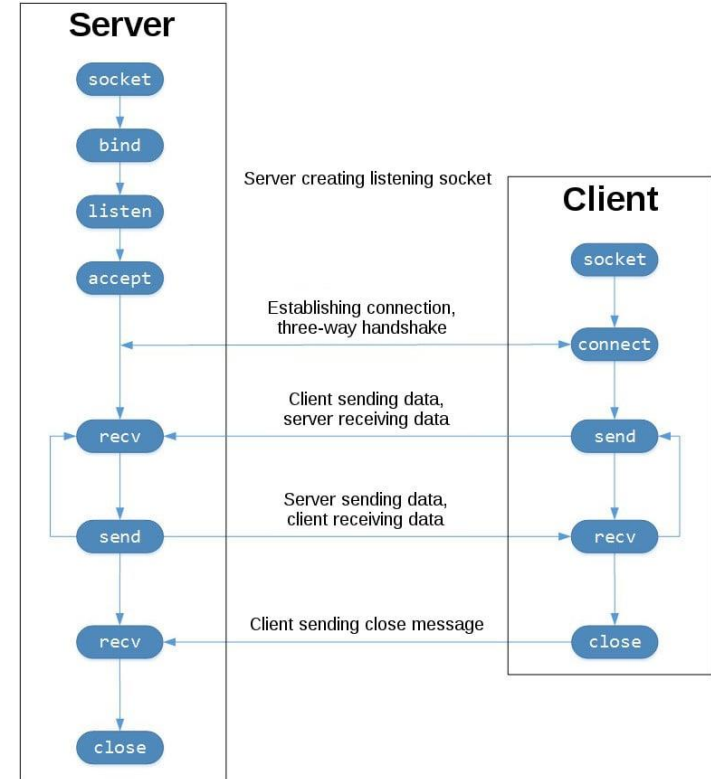 Server
socket
bind
Server creating listening socket
Client
listen
socket
accept
Establishing connection,
three-way handshake
connect
Client sending data,
server receiving data
recv
send
Server sending data,
client receiving data
send
recv
Client sending close message
recv
close
close